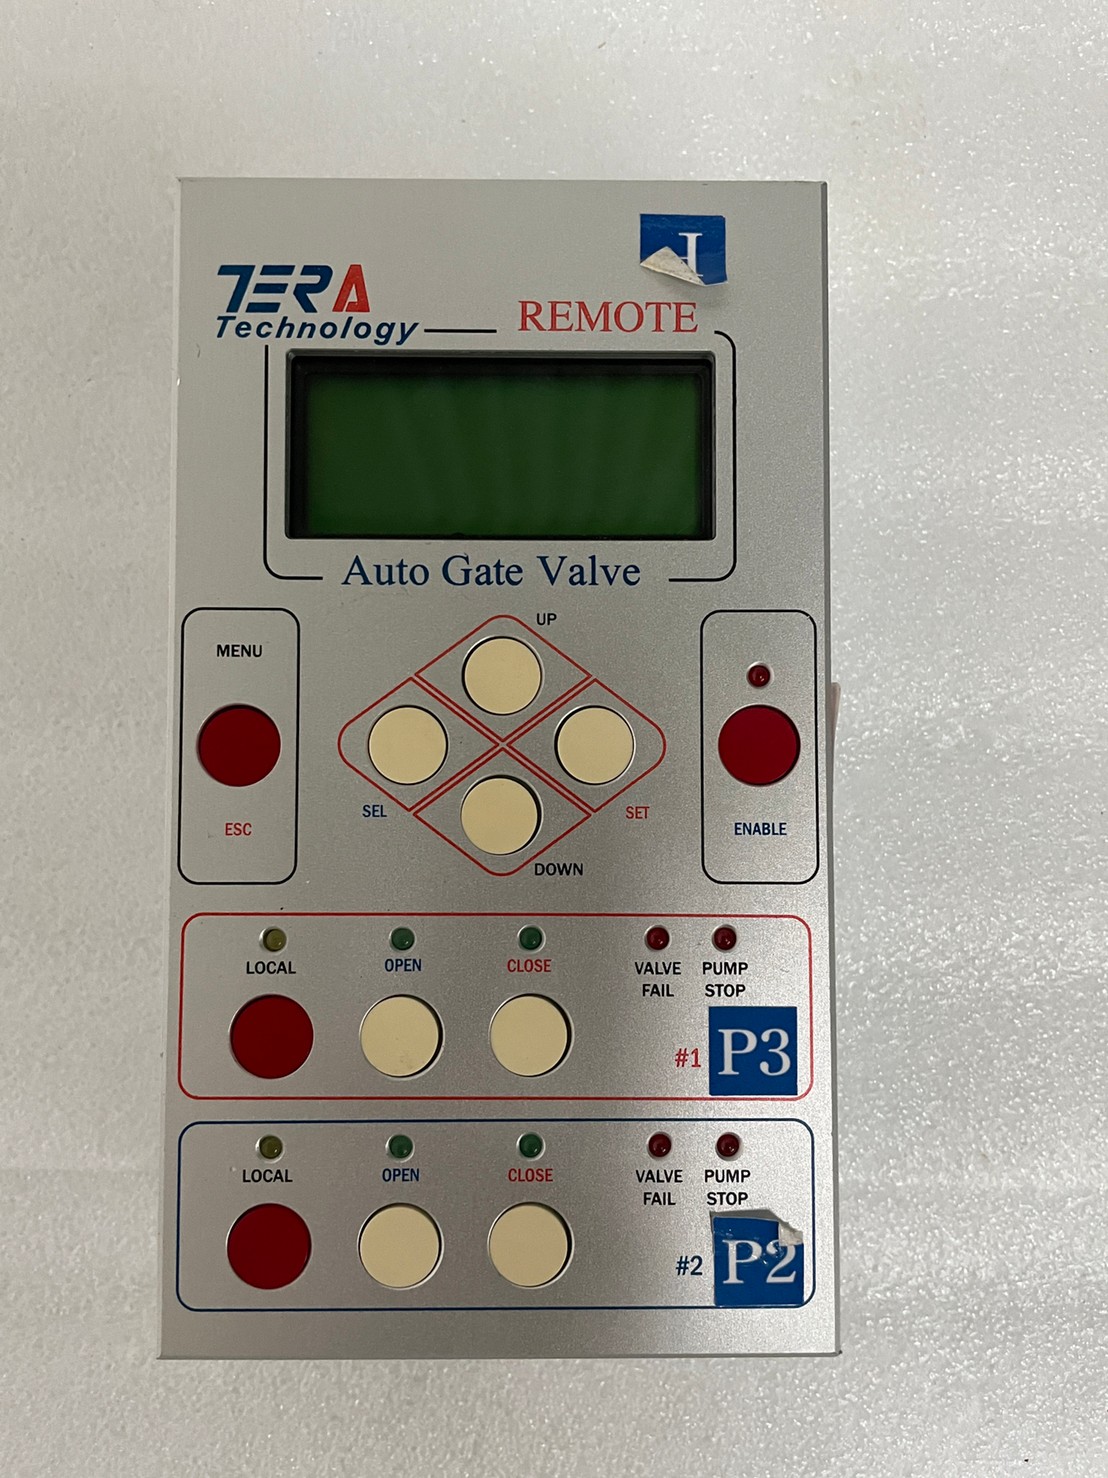 TERA
Technology
REMOTE
Auto Gate Valve
UP
MENU
SEL
SET
ESC
ENABLE
DOWN
LOCAL
OPEN
CLOSE
VALVE FAIL
PUMP STOP
#1
P3
LOCAL
OPEN
CLOSE
VALVE FAIL
PUMP STOP
#2
P2